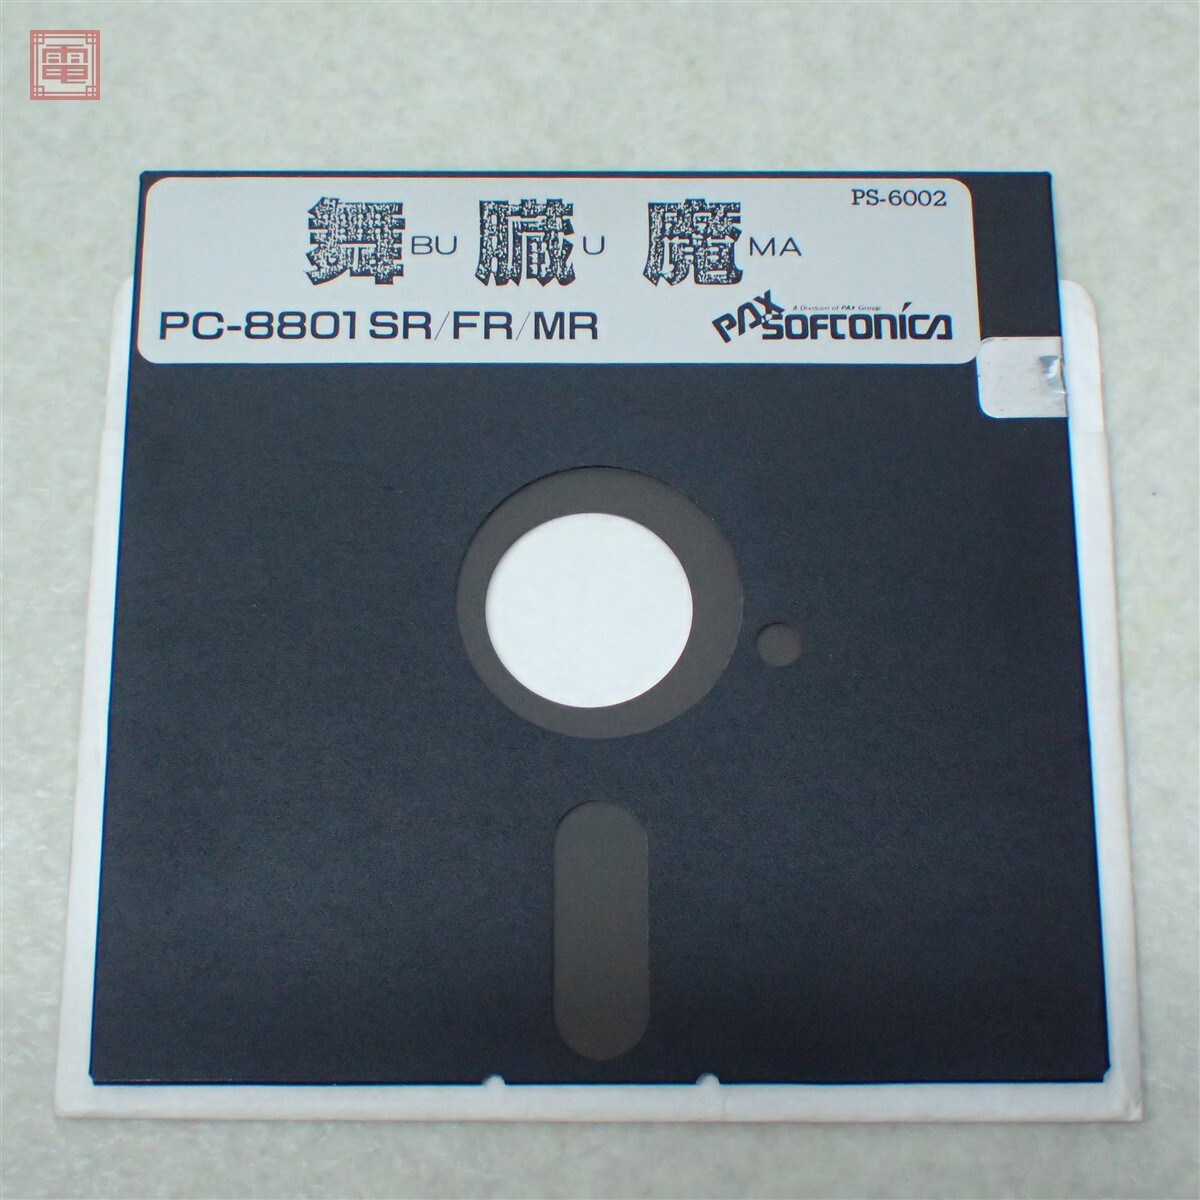 電
PS-6002
舞BU 臓U 魔MA
PC-8801SR/FR/MR
A Division of PAX Group
PAX SOFTONICA